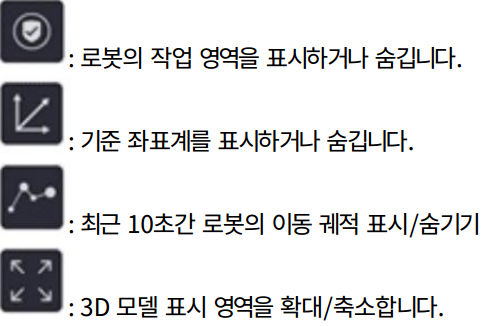 : 로봇의 작업 영역을 표시하거나 숨깁니다.
: 기준 좌표계를 표시하거나 숨깁니다.
: 최근 10초간 로봇의 이동 궤적 표시/숨기기
: 3D 모델 표시 영역을 확대/축소합니다.